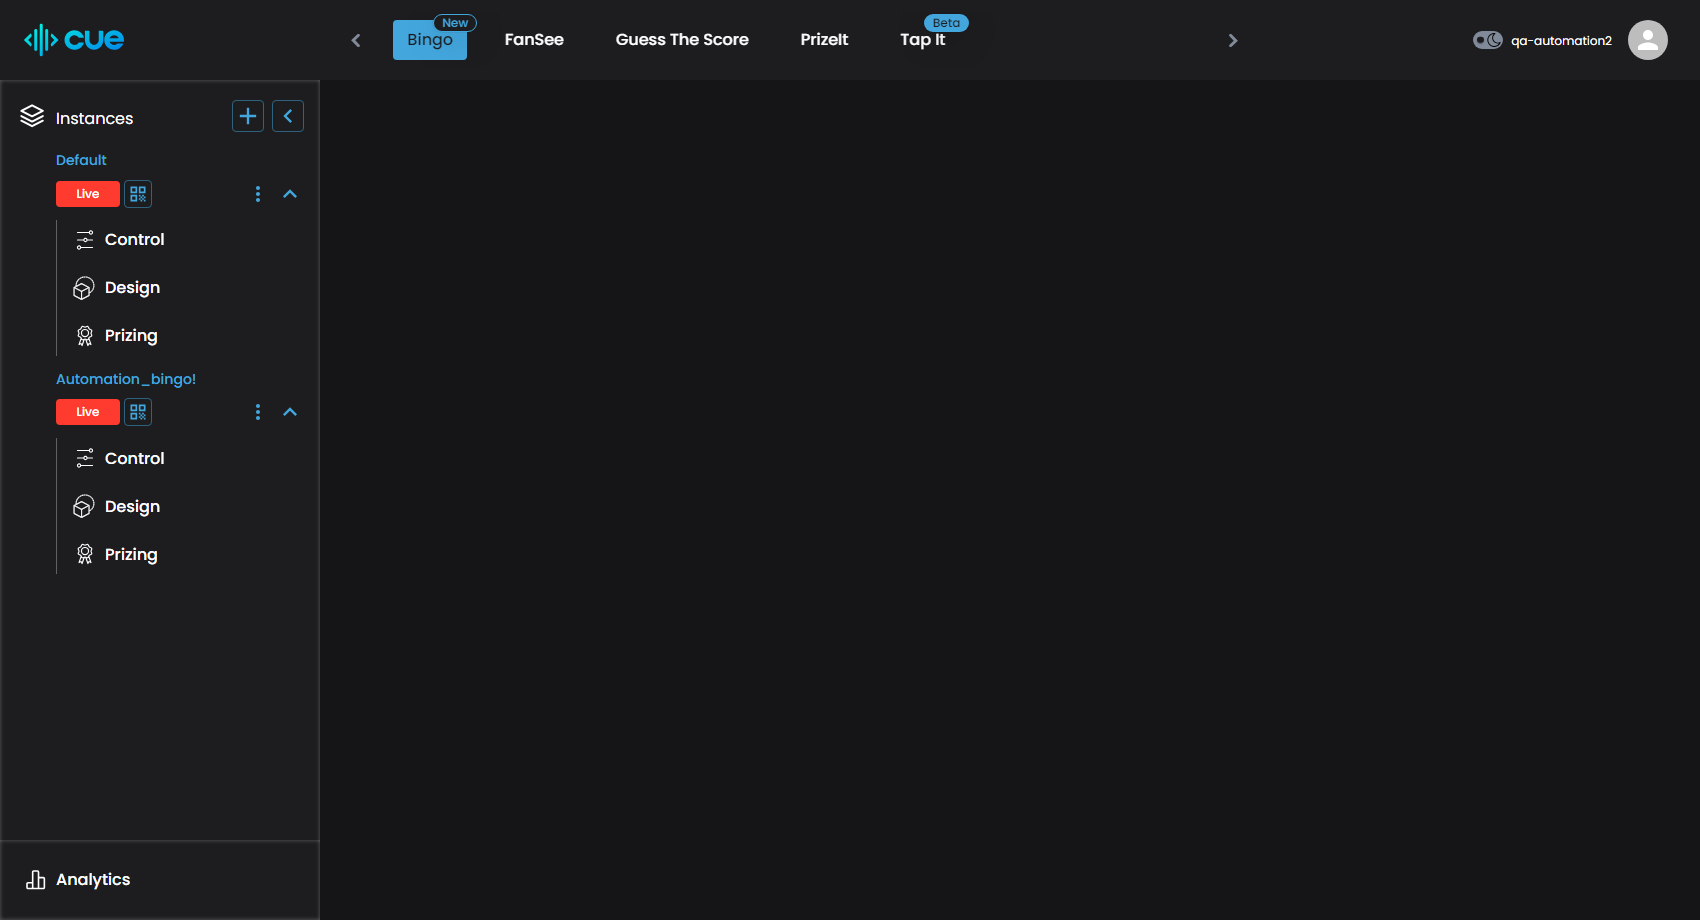 cue
Bingo
New
FanSee
Guess The Score
PrizeIt
Tap It
Beta
qa-automation2
Instances
Default
Live
Control
Design
Prizing
Automation_bingo!
Live
Control
Design
Prizing
Analytics